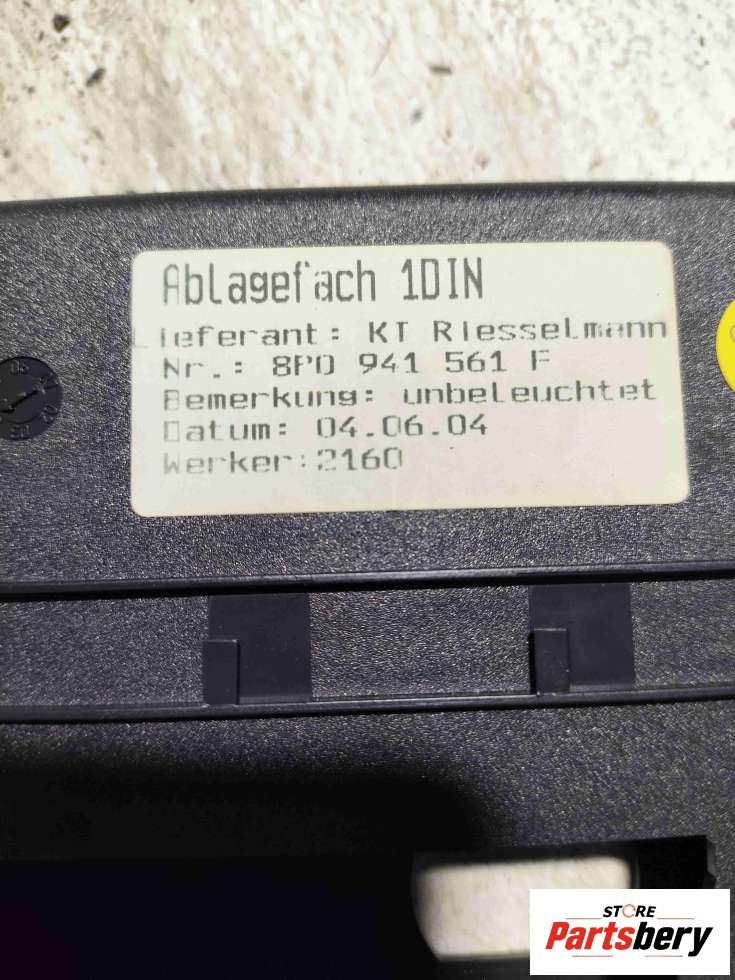 Ablagefach 1DIN
Lieferant: KT Riesselmann
Nr.: 8P0 941 561 F
Bemerkung: unbeleuchtet
Datum: 04.06.04
Werker:2160
STORE
Partsbery